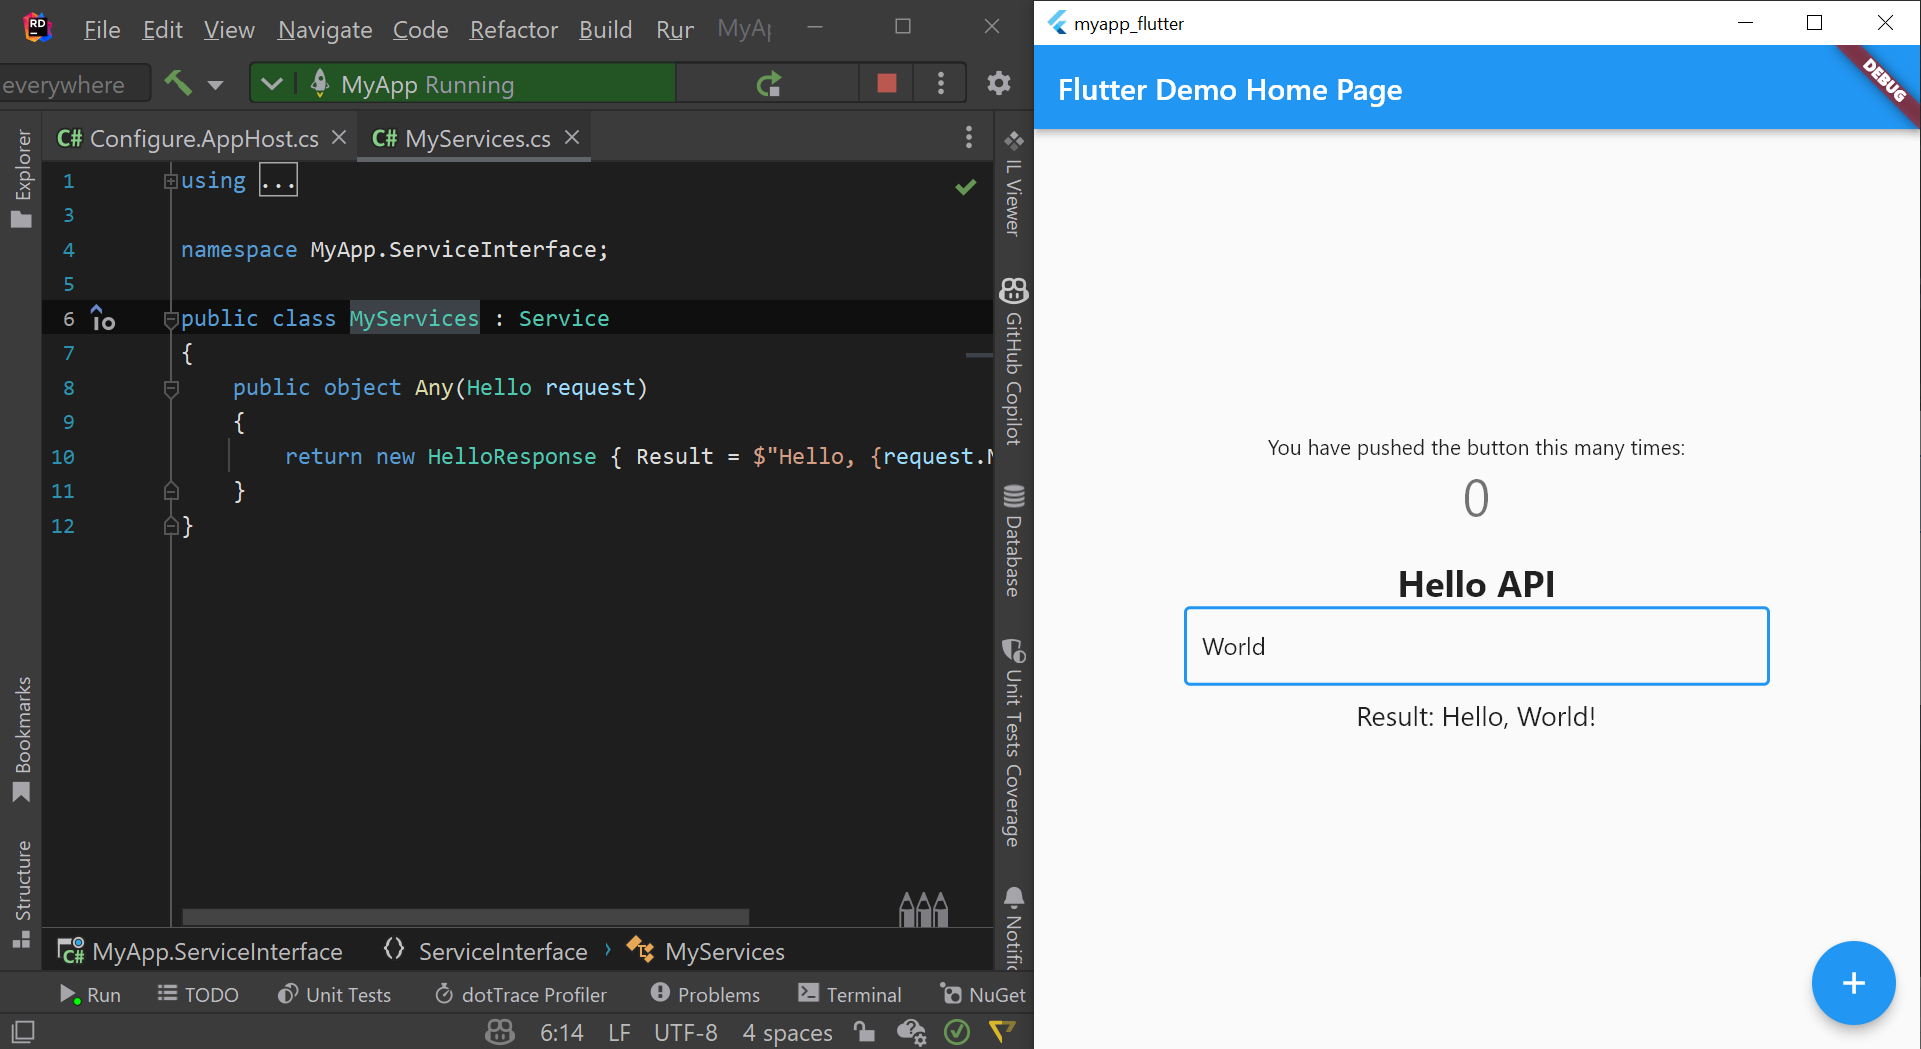 RD
File Edit View Navigate Code Refactor Build Run MyAp
everywhere
MyApp Running
C# Configure.AppHost.cs
C# MyServices.cs
Explorer
Bookmarks
Structure
1 using ...
3
4 namespace MyApp.ServiceInterface;
5
6 public class MyServices : Service
7 {
8 public object Any(Hello request)
9 {
10 return new HelloResponse { Result = $"Hello, {request.N
11 }
12 }
IL Viewer
GitHub Copilot
Database
Unit Tests Coverage
Notific
C# MyApp.ServiceInterface {} ServiceInterface › MyServices
Run TODO Unit Tests dotTrace Profiler Problems Terminal NuGet
6:14 LF UTF-8 4 spaces
myapp_flutter
Flutter Demo Home Page
DEBUG
You have pushed the button this many times:
0
Hello API
World
Result: Hello, World!
+